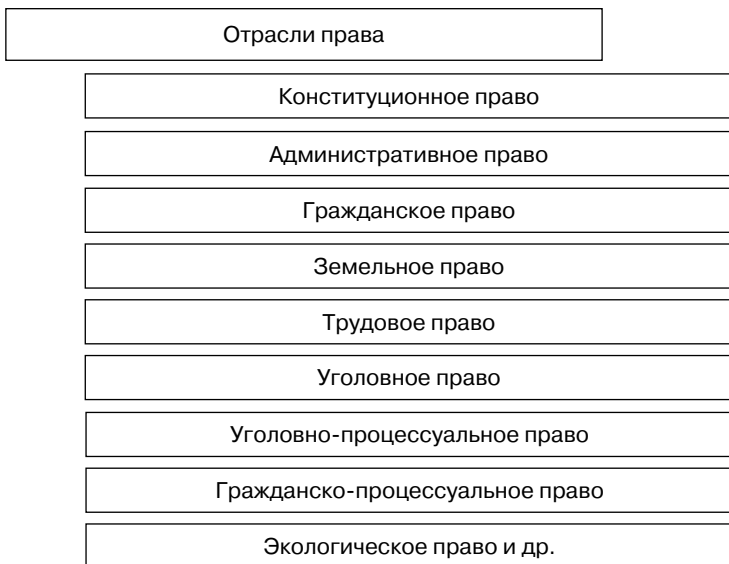 Отрасли права
Конституционное право
Административное право
Гражданское право
Земельное право
Трудовое право
Уголовное право
Уголовно-процессуальное право
Гражданско-процессуальное право
Экологическое право и др.